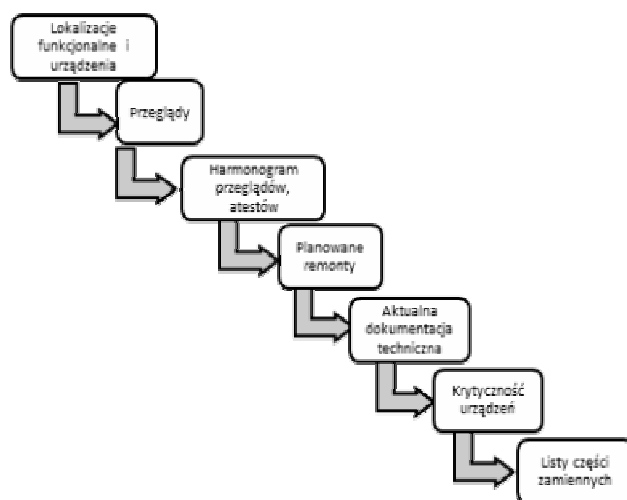 Lokalizacje
funkcjonalne i
urządzenia
Przeglądy
Harmonogram
przeglądów,
atestów
Planowane
remonty
Aktualna
dokumentacja
techniczna
Krytyczność
urządzeń
Listy części
zamiennych